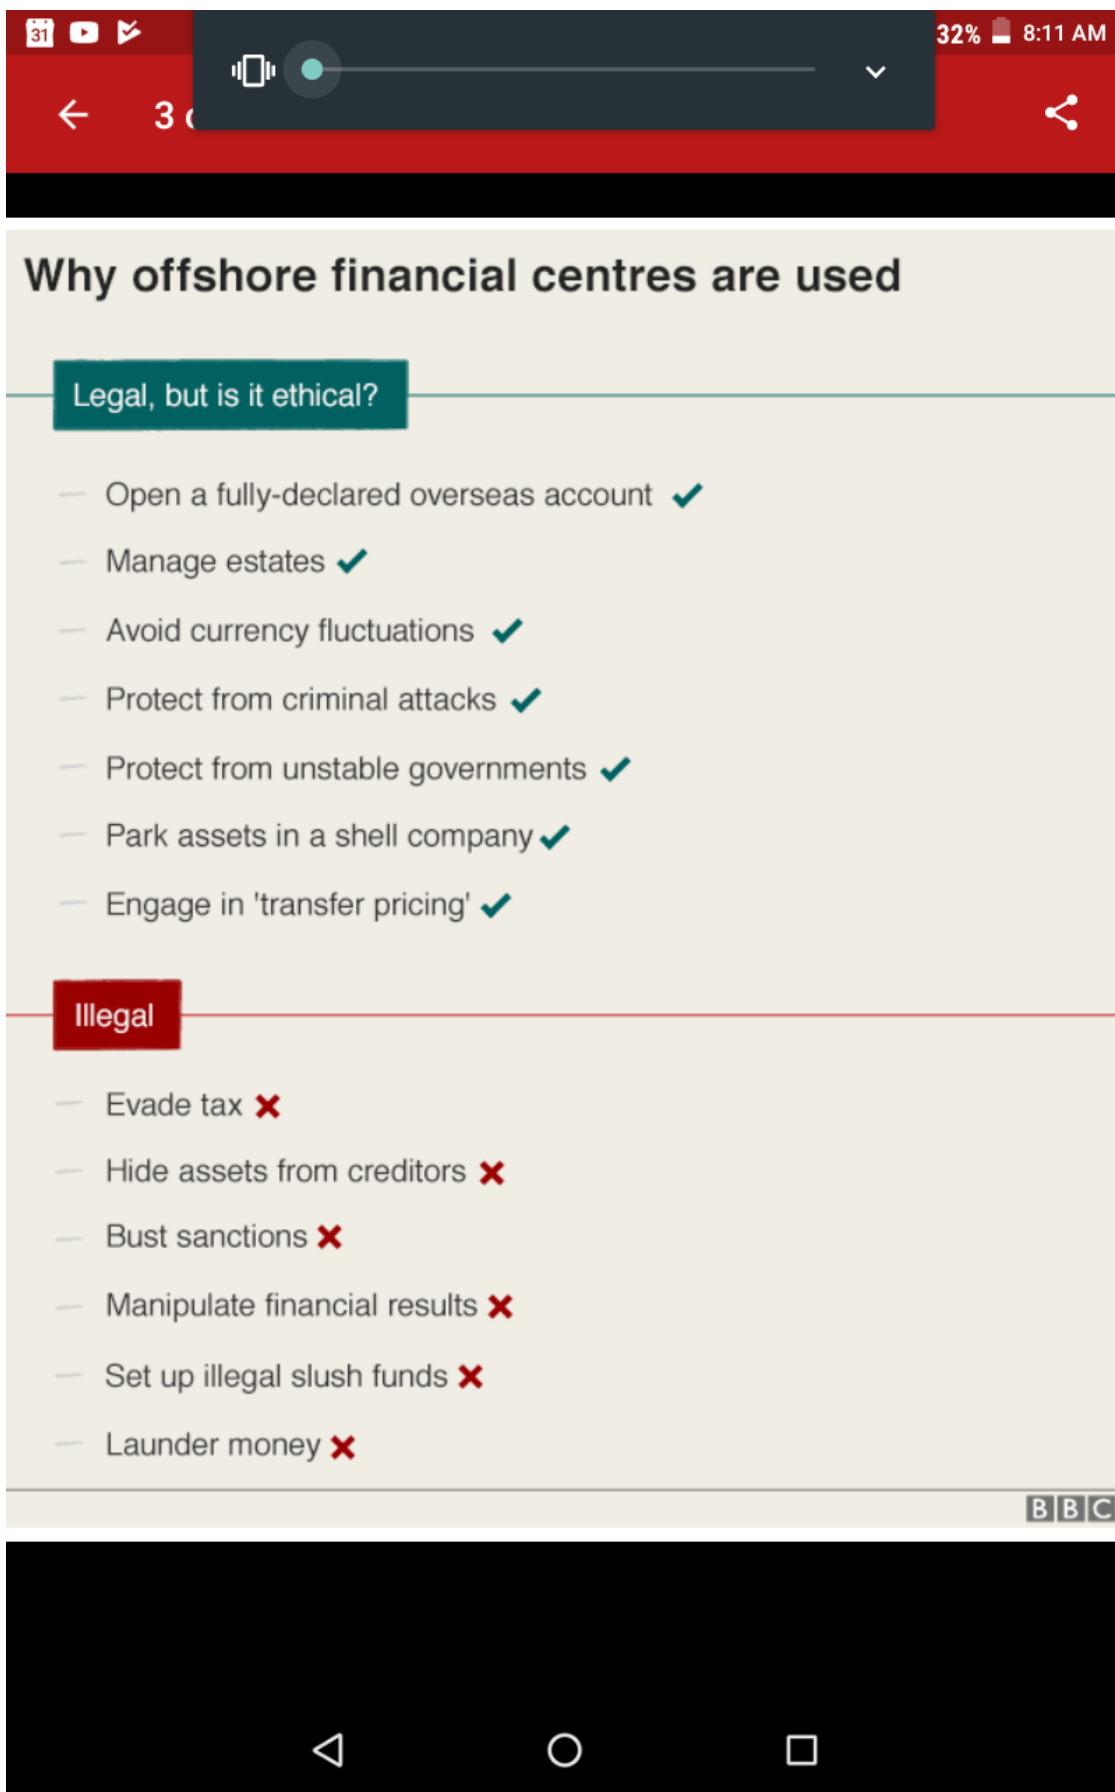 31
32%
8:11 AM
3
Why offshore financial centres are used
Legal, but is it ethical?
Open a fully-declared overseas account
Manage estates
Avoid currency fluctuations
Protect from criminal attacks
Protect from unstable governments
Park assets in a shell company
Engage in 'transfer pricing'
Illegal
Evade tax
Hide assets from creditors
Bust sanctions
Manipulate financial results
Set up illegal slush funds
Launder money
BBC